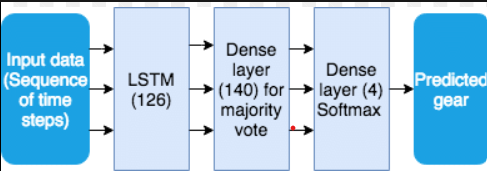 Input data
(Sequence
of time
steps)
LSTM
(126)
Dense
layer
(140) for
majority
vote
Dense
layer (4)
Softmax
Predicted
gear